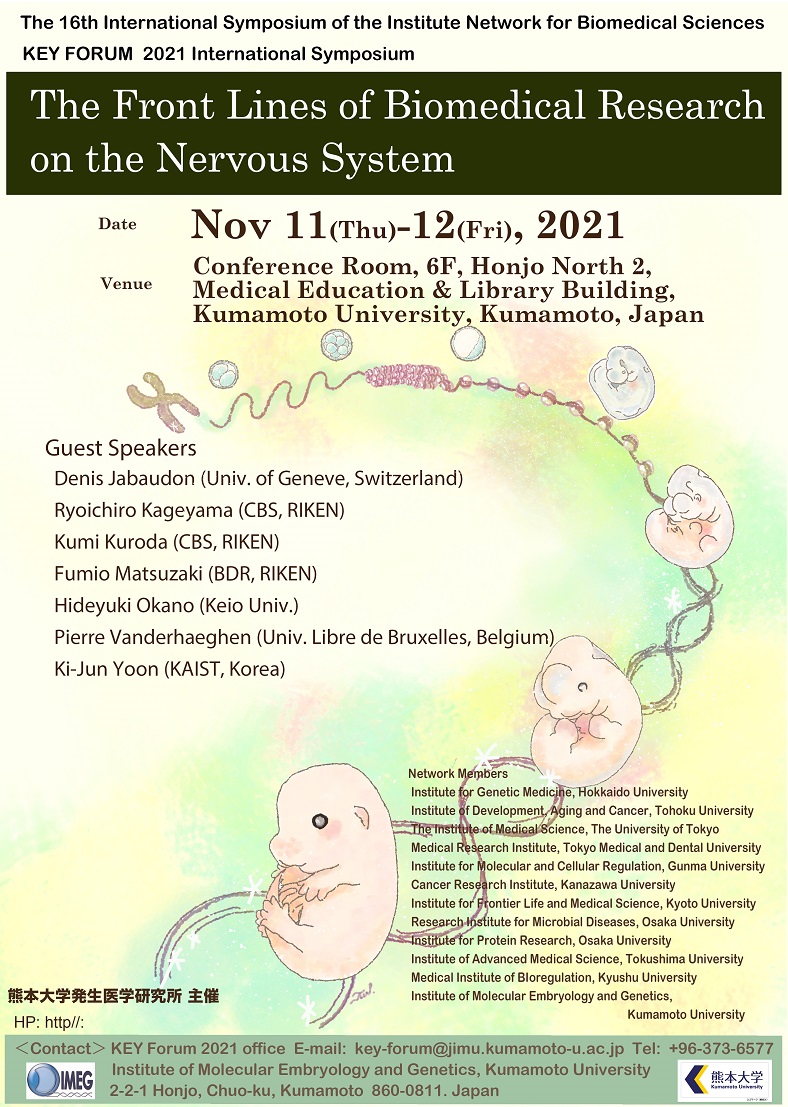 The 16th International Symposium of the Institute Network for Biomedical Sciences
KEY FORUM 2021 International Symposium
The Front Lines of Biomedical Research
on the Nervous System
Date Nov 11(Thu)-12(Fri), 2021
Venue Conference Room, 6F, Honjo North 2,
Medical Education & Library Building,
Kumamoto University, Kumamoto, Japan
Guest Speakers
Denis Jabaudon (Univ. of Geneve, Switzerland)
Ryoichiro Kageyama (CBS, RIKEN)
Kumi Kuroda (CBS, RIKEN)
Fumio Matsuzaki (BDR, RIKEN)
Hideyuki Okano (Keio Univ.)
Pierre Vanderhaeghen (Univ. Libre de Bruxelles, Belgium)
Ki-Jun Yoon (KAIST, Korea)
Network Members
Institute for Genetic Medicine, Hokkaido University
Institute of Development, Aging and Cancer, Tohoku University
The Institute of Medical Science, The University of Tokyo
Medical Research Institute, Tokyo Medical and Dental University
Institute for Molecular and Cellular Regulation, Gunma University
Cancer Research Institute, Kanazawa University
Institute for Frontier Life and Medical Science, Kyoto University
Research Institute for Microbial Diseases, Osaka University
Institute for Protein Research, Osaka University
Institute of Advanced Medical Science, Tokushima University
Medical Institute of BIoregulation, Kyushu University
Institute of Molecular Embryology and Genetics,
Kumamoto University
熊本大学発生医学研究所 主催
HP: http//:
＜Contact＞ KEY Forum 2021 office E-mail: key-forum@jimu.kumamoto-u.ac.jp Tel: +96-373-6577
Institute of Molecular Embryology and Genetics, Kumamoto University
2-2-1 Honjo, Chuo-ku, Kumamoto 860-0811. Japan
IMEG
熊本大学
Kumamoto University